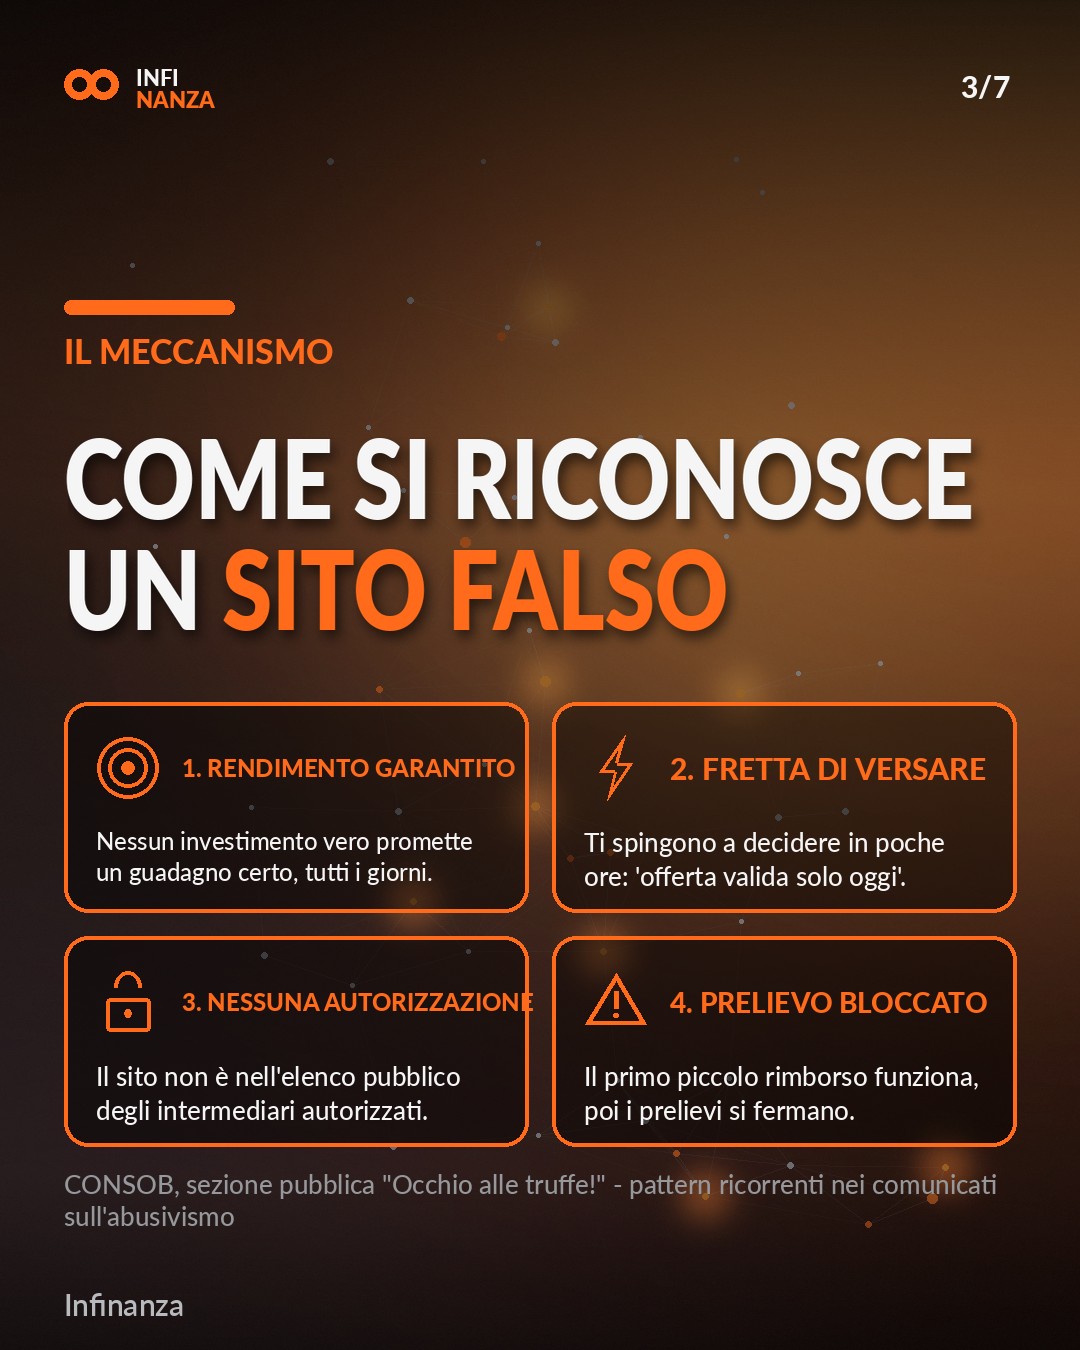 INFI
NANZA
3/7
IL MECCANISMO
COME SI RICONOSCE
UN SITO FALSO
1. RENDIMENTO GARANTITO
Nessun investimento vero promette
un guadagno certo, tutti i giorni.
2. FRETTA DI VERSARE
Ti spingono a decidere in poche
ore: 'offerta valida solo oggi'.
3. NESSUNA AUTORIZZAZIONE
Il sito non è nell'elenco pubblico
degli intermediari autorizzati.
4. PRELIEVO BLOCCATO
Il primo piccolo rimborso funziona,
poi i prelievi si fermano.
CONSOB, sezione pubblica "Occhio alle truffe!" - pattern ricorrenti nei comunicati
sull'abusivismo
Infinanza